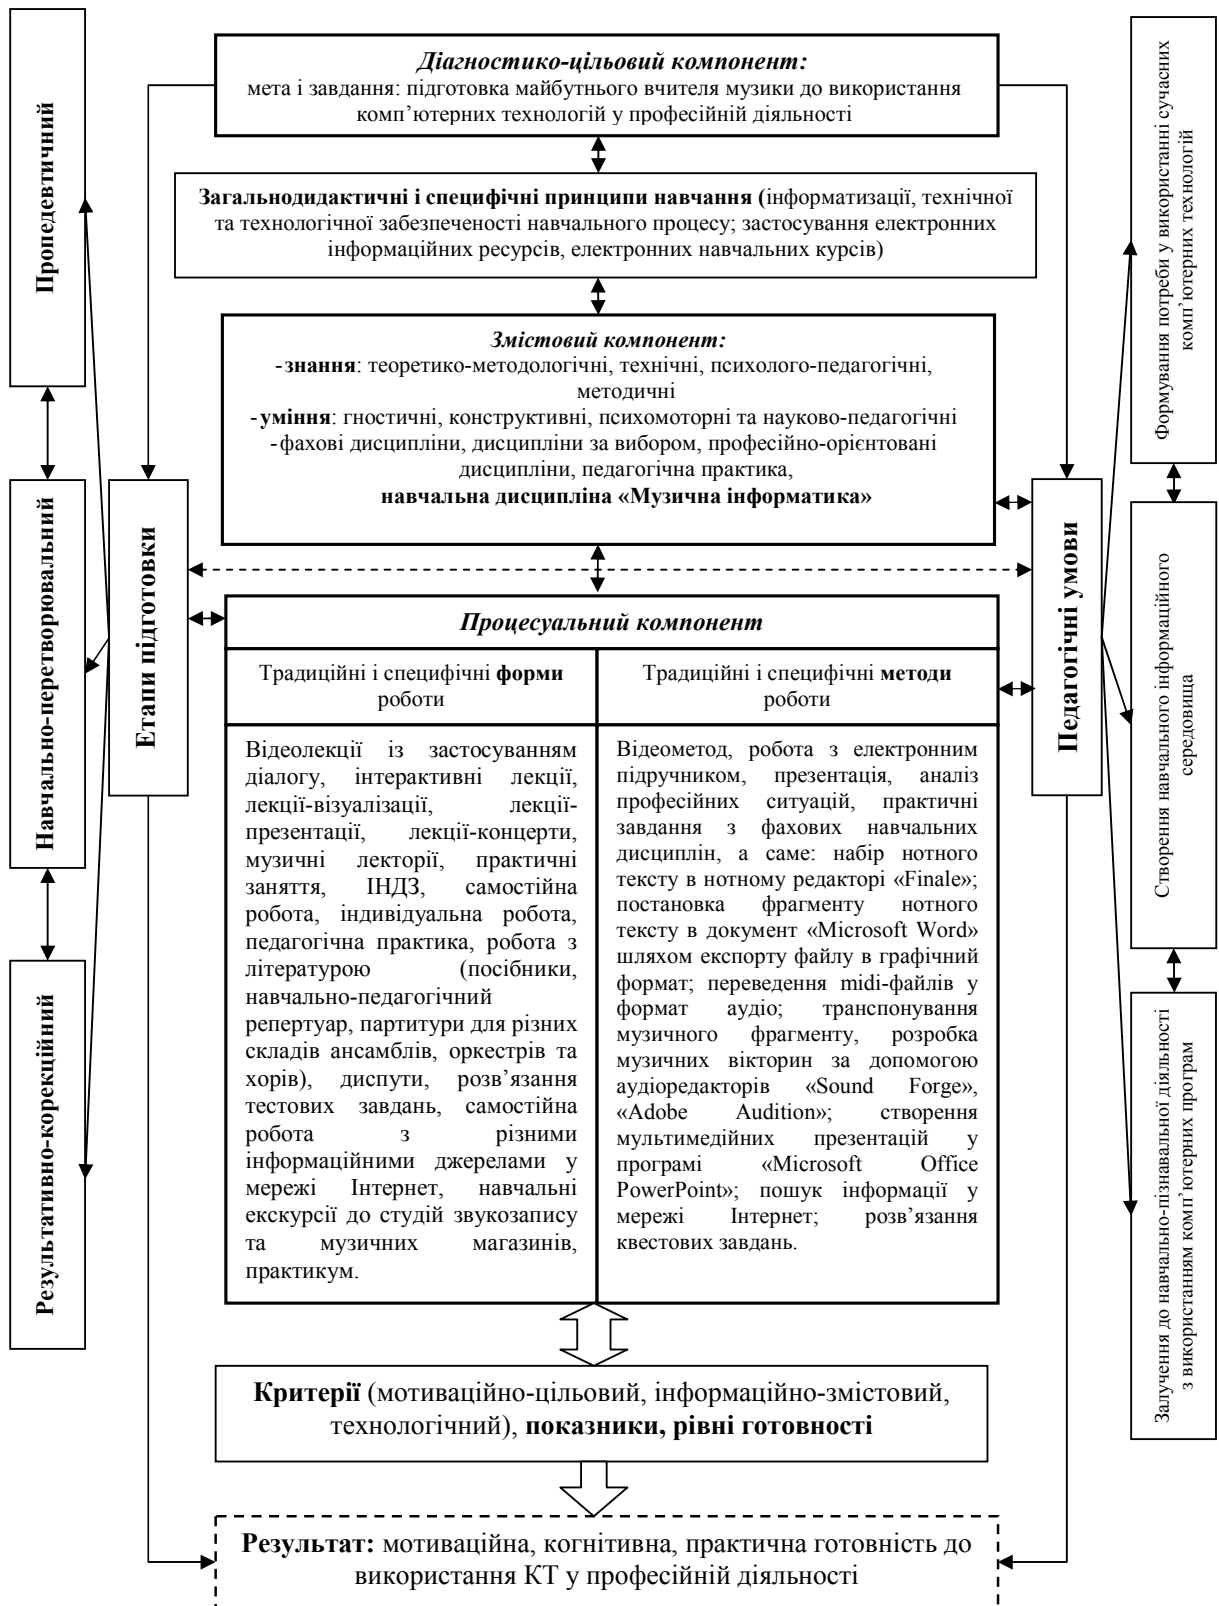 Діагностико-цільовий компонент:
мета і завдання: підготовка майбутнього вчителя музики до використання
комп’ютерних технологій у професійній діяльності
Загальнодидактичні і специфічні принципи навчання (інформатизації, технічної
та технологічної забезпеченості навчального процесу; застосування електронних
інформаційних ресурсів, електронних навчальних курсів)
Змістовий компонент:
- знання: теоретико-методологічні, технічні, психолого-педагогічні,
методичні
- уміння: гностичні, конструктивні, психомоторні та науково-педагогічні
- фахові дисципліни, дисципліни за вибором, професійно-орієнтовані
дисципліни, педагогічна практика,
навчальна дисципліна «Музична інформатика»
Пропедевтичний
Навчально-перетворювальний
Результативно-корекційний
Етапи підготовки
Процесуальний компонент
Традиційні і специфічні форми
роботи
Традиційні і специфічні методи
роботи
Відеолекції із застосуванням
діалогу, інтерактивні лекції,
лекції-візуалізації, лекції-
презентації, лекції-концерти,
музичні лекторії, практичні
заняття, ІНДЗ, самостійна
робота, індивідуальна робота,
педагогічна практика, робота з
літературою (посібники,
навчально-педагогічний
репертуар, партитури для різних
складів ансамблів, оркестрів та
хорів), диспути, розв’язання
тестових завдань, самостійна
робота з різними
інформаційними джерелами у
мережі Інтернет, навчальні
екскурсії до студій звукозапису
та музичних магазинів,
практикум.
Відеометод, робота з електронним
підручником, презентація, аналіз
професійних ситуацій, практичні
завдання з фахових навчальних
дисциплін, а саме: набір нотного
тексту в нотному редакторі «Finale»;
постановка фрагменту нотного
тексту в документ «Microsoft Word»
шляхом експорту файлу в графічний
формат; переведення midi-файлів у
формат аудіо; транспонування
музичного фрагменту, розробка
музичних вікторин за допомогою
аудіоредакторів «Sound Forge»,
«Adobe Audition»; створення
мультимедійних презентацій у
програмі «Microsoft Office
PowerPoint»; пошук інформації у
мережі Інтернет; розв’язання
квестових завдань.
Педагогічні умови
Формування потреби у використанні сучасних
комп’ютерних технологій
Створення навчального інформаційного
середовища
Залучення до навчально-пізнавальної діяльності
з використанням комп’ютерних програм
Критерії (мотиваційно-цільовий, інформаційно-змістовий,
технологічний), показники, рівні готовності
Результат: мотиваційна, когнітивна, практична готовність до
використання КТ у професійній діяльності